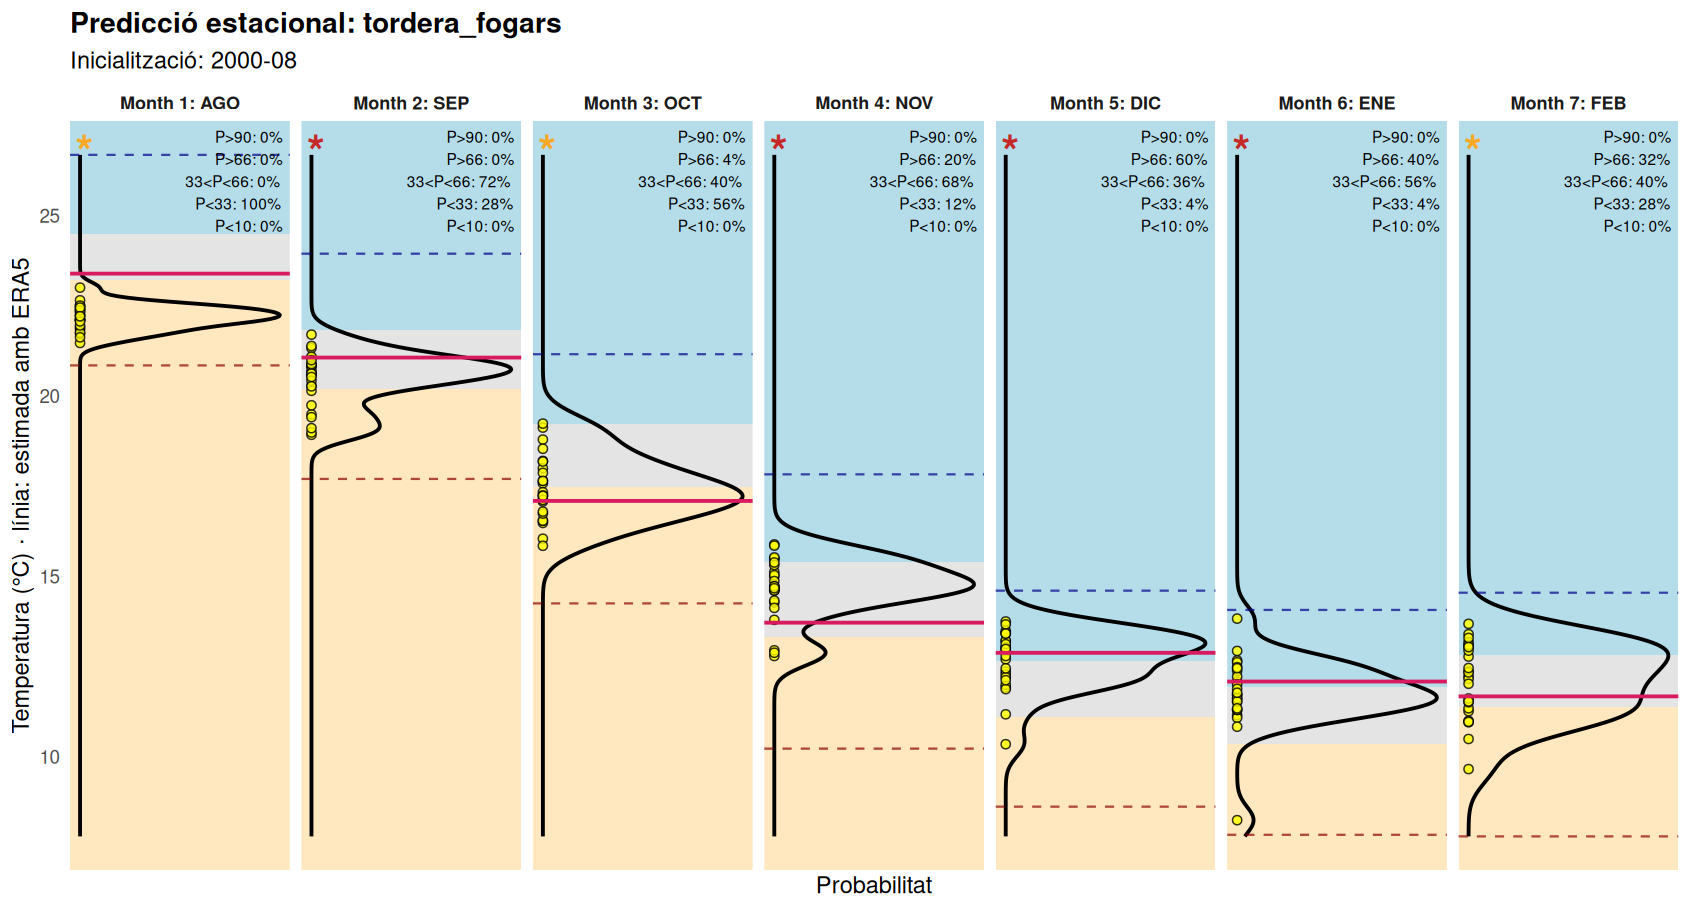 Predicció estacional: tordera_fogars
Inicialització: 2000-08
Month 1: AGO
Month 2: SEP
Month 3: OCT
Month 4: NOV
Month 5: DIC
Month 6: ENE
Month 7: FEB
*
P>90: 0%
P>66: 0%
33<P<66: 0%
P<33: 100%
P<10: 0%
*
P>90: 0%
P>66: 0%
33<P<66: 72%
P<33: 28%
P<10: 0%
*
P>90: 0%
P>66: 4%
33<P<66: 40%
P<33: 56%
P<10: 0%
*
P>90: 0%
P>66: 20%
33<P<66: 68%
P<33: 12%
P<10: 0%
*
P>90: 0%
P>66: 60%
33<P<66: 36%
P<33: 4%
P<10: 0%
*
P>90: 0%
P>66: 40%
33<P<66: 56%
P<33: 4%
P<10: 0%
*
P>90: 0%
P>66: 32%
33<P<66: 40%
P<33: 28%
P<10: 0%
25
20
15
10
Temperatura (°C) · línia: estimada amb ERA5
Probabilitat